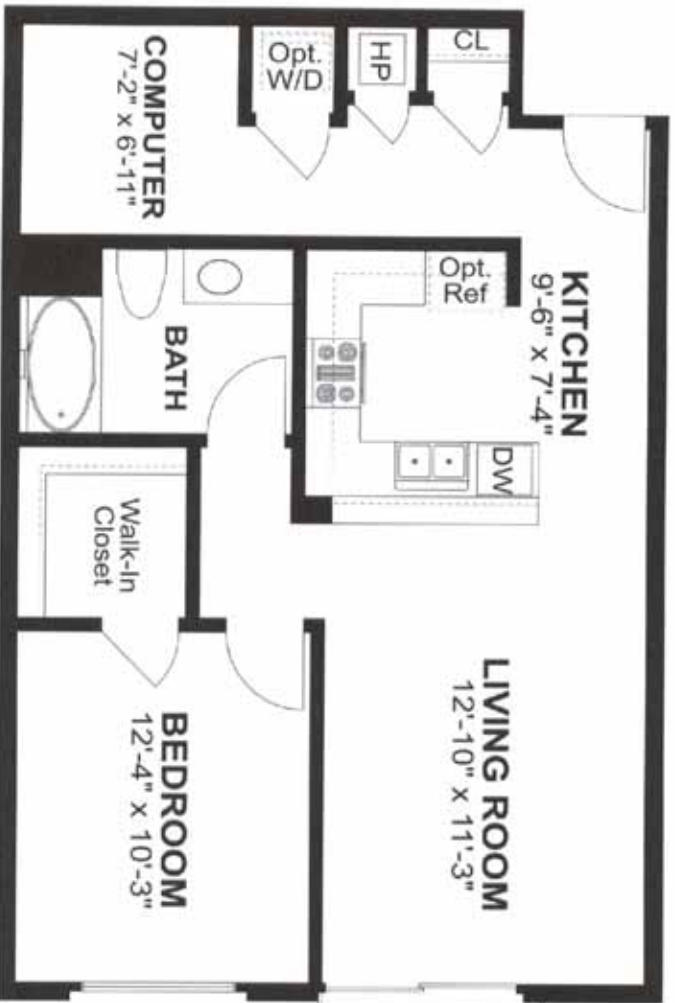 COMPUTER
7'-2" x 6'-11"
Opt.
W/D
HP
CL
KITCHEN
9'-6" x 7'-4"
Opt.
Ref
BATH
DW
Walk-In
Closet
LIVING ROOM
12'-10" x 11'-3"
BEDROOM
12'-4" x 10'-3"